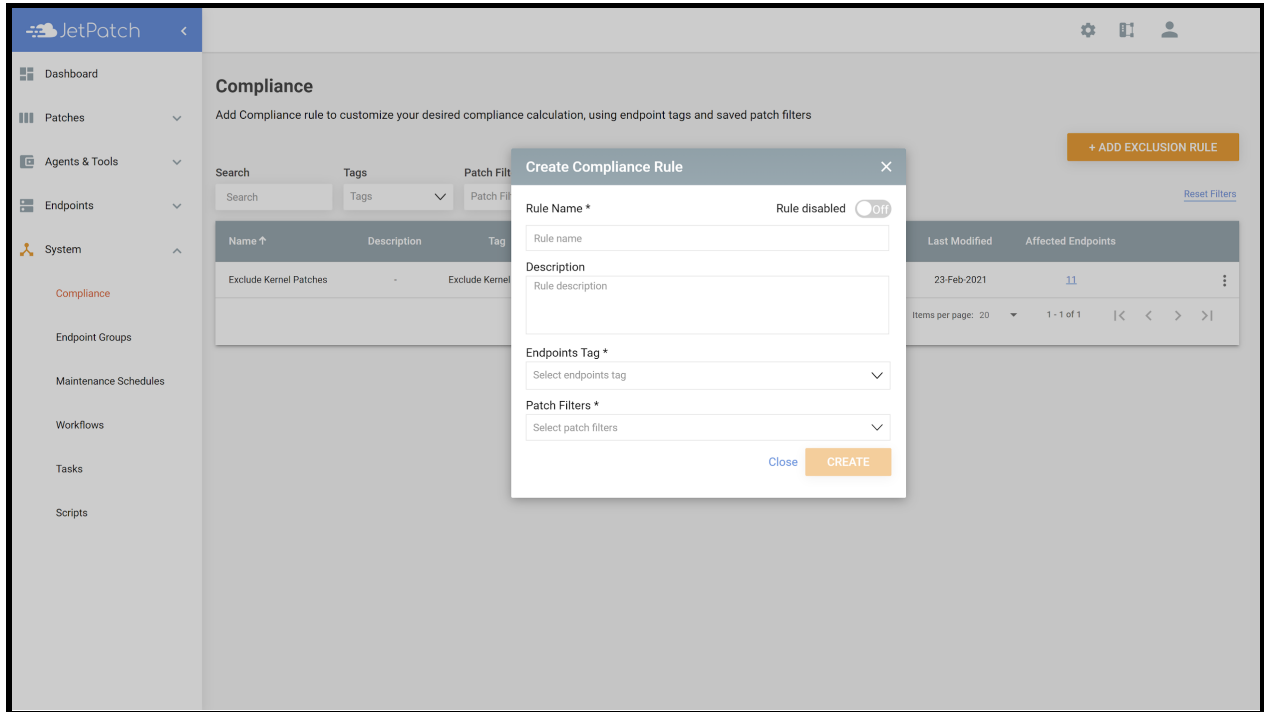 JetPatch
Dashboard
Patches
Agents & Tools
Endpoints
System
Compliance
Endpoint Groups
Maintenance Schedules
Workflows
Tasks
Scripts
Compliance
Add Compliance rule to customize your desired compliance calculation, using endpoint tags and saved patch filters
+ ADD EXCLUSION RULE
Search Tags Patch Filt
Search Tags Patch Filt
Reset Filters
Name Description Tag Last Modified Affected Endpoints
Exclude Kernel Patches - Exclude Kernel 23-Feb-2021 11
Items per page: 20 1 - 1 of 1
Create Compliance Rule
Rule Name * Rule disabled Off
Rule name
Description
Rule description
Endpoints Tag *
Select endpoints tag
Patch Filters *
Select patch filters
Close CREATE